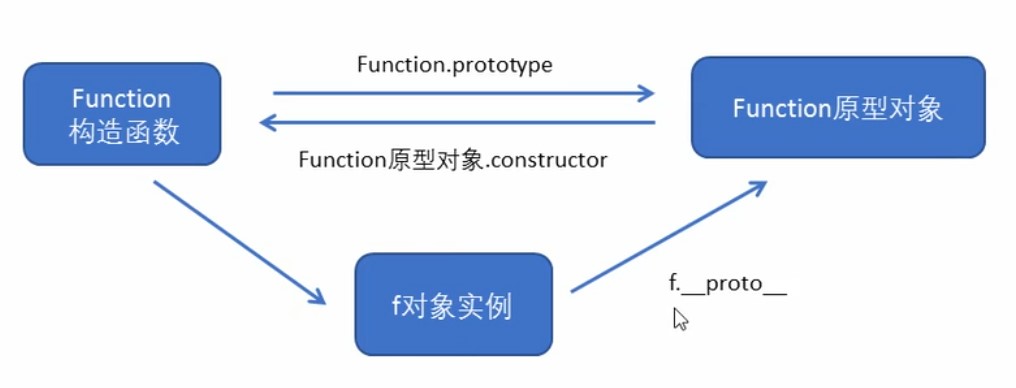 Function.prototype
Function
构造函数
Function原型对象
Function原型对象.constructor
f对象实例
f.__proto__